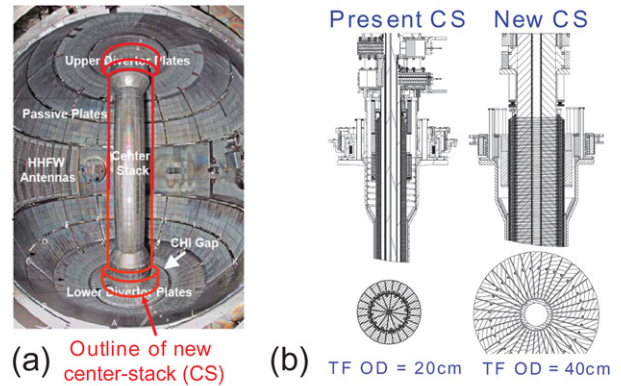 Upper Divertor Plates
Passive Plates
HHFW
Antennas
Center
Stack
CHI Gap
Lower Divertor Plates
(a)
Outline of new
center-stack (CS)
Present CS
New CS
(b)
TF OD = 20cm
TF OD = 40cm